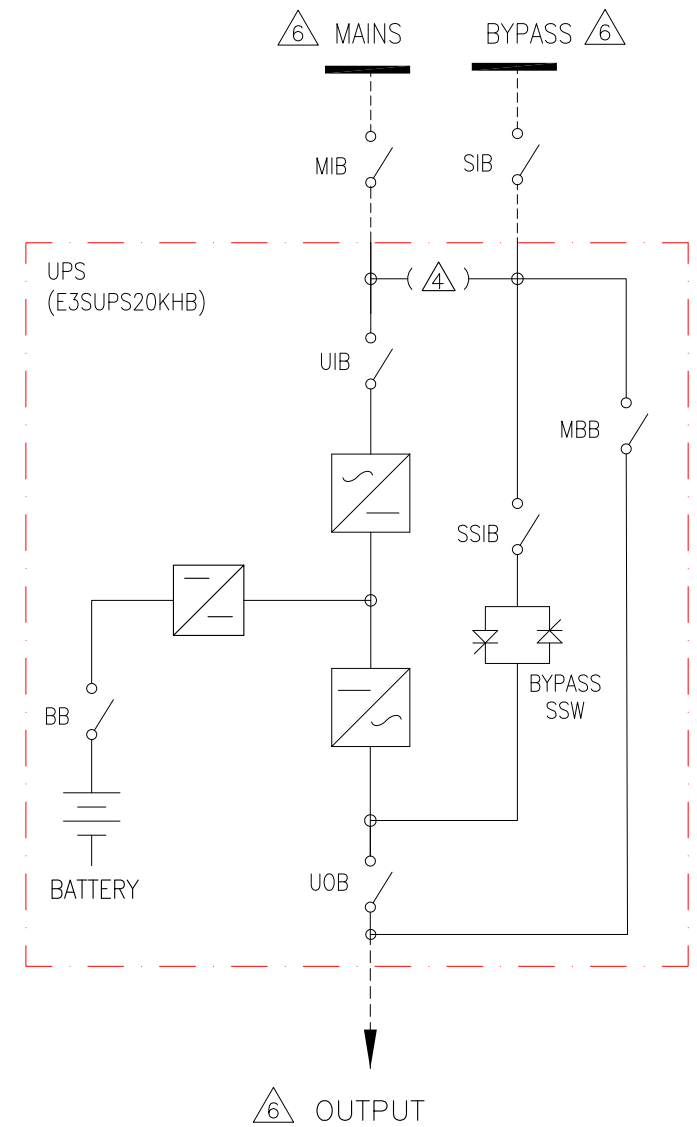 6 MAINS
BYPASS 6
MIB
SIB
UPS
(E3SUPS20KHB)
( 4 )
UIB
MBB
SSIB
BYPASS
SSW
BB
BATTERY
UOB
6 OUTPUT